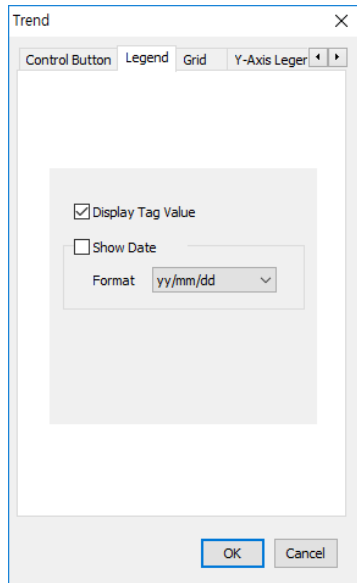 Trend
Control Button Legend Grid Y-Axis Leger
Display Tag Value
Show Date
Format yy/mm/dd
OK Cancel